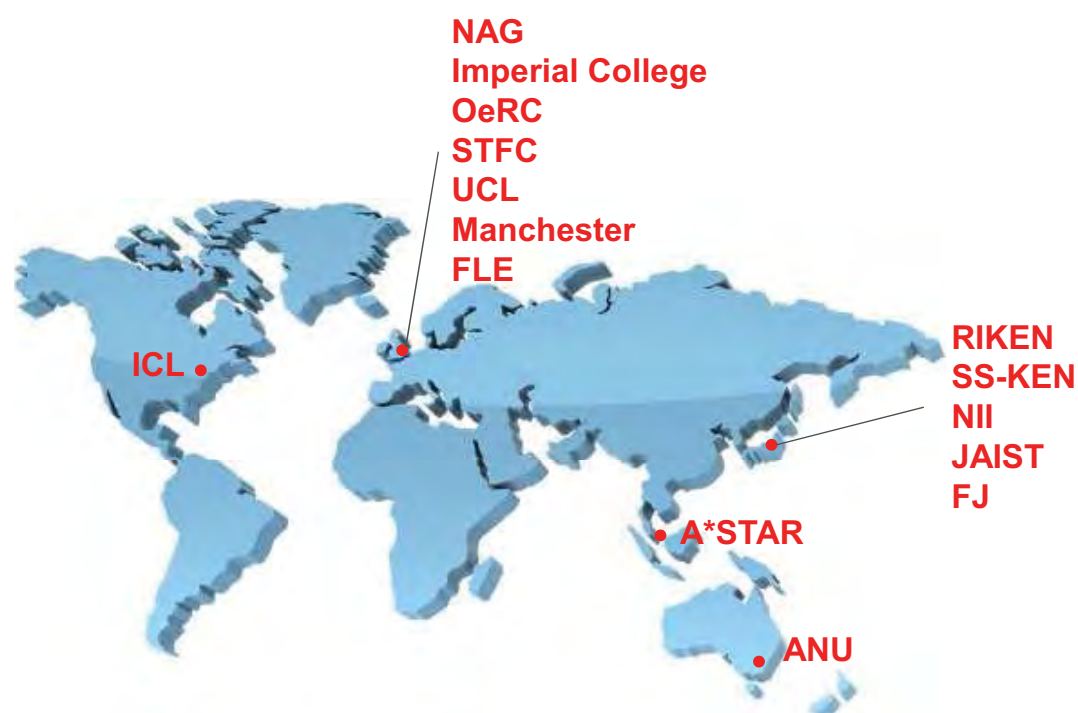 NAG
Imperial College
OeRC
STFC
UCL
Manchester
FLE
ICL
RIKEN
SS-KEN
NII
JAIST
FJ
A*STAR
ANU